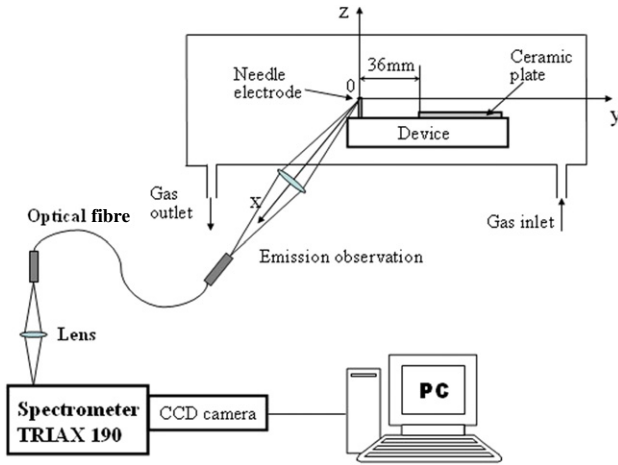 z
36mm
Ceramic
plate
Needle
electrode
0
y
Device
Gas
outlet
x
Gas inlet
Optical fibre
Emission observation
Lens
Spectrometer
TRIAX 190
CCD camera
PC